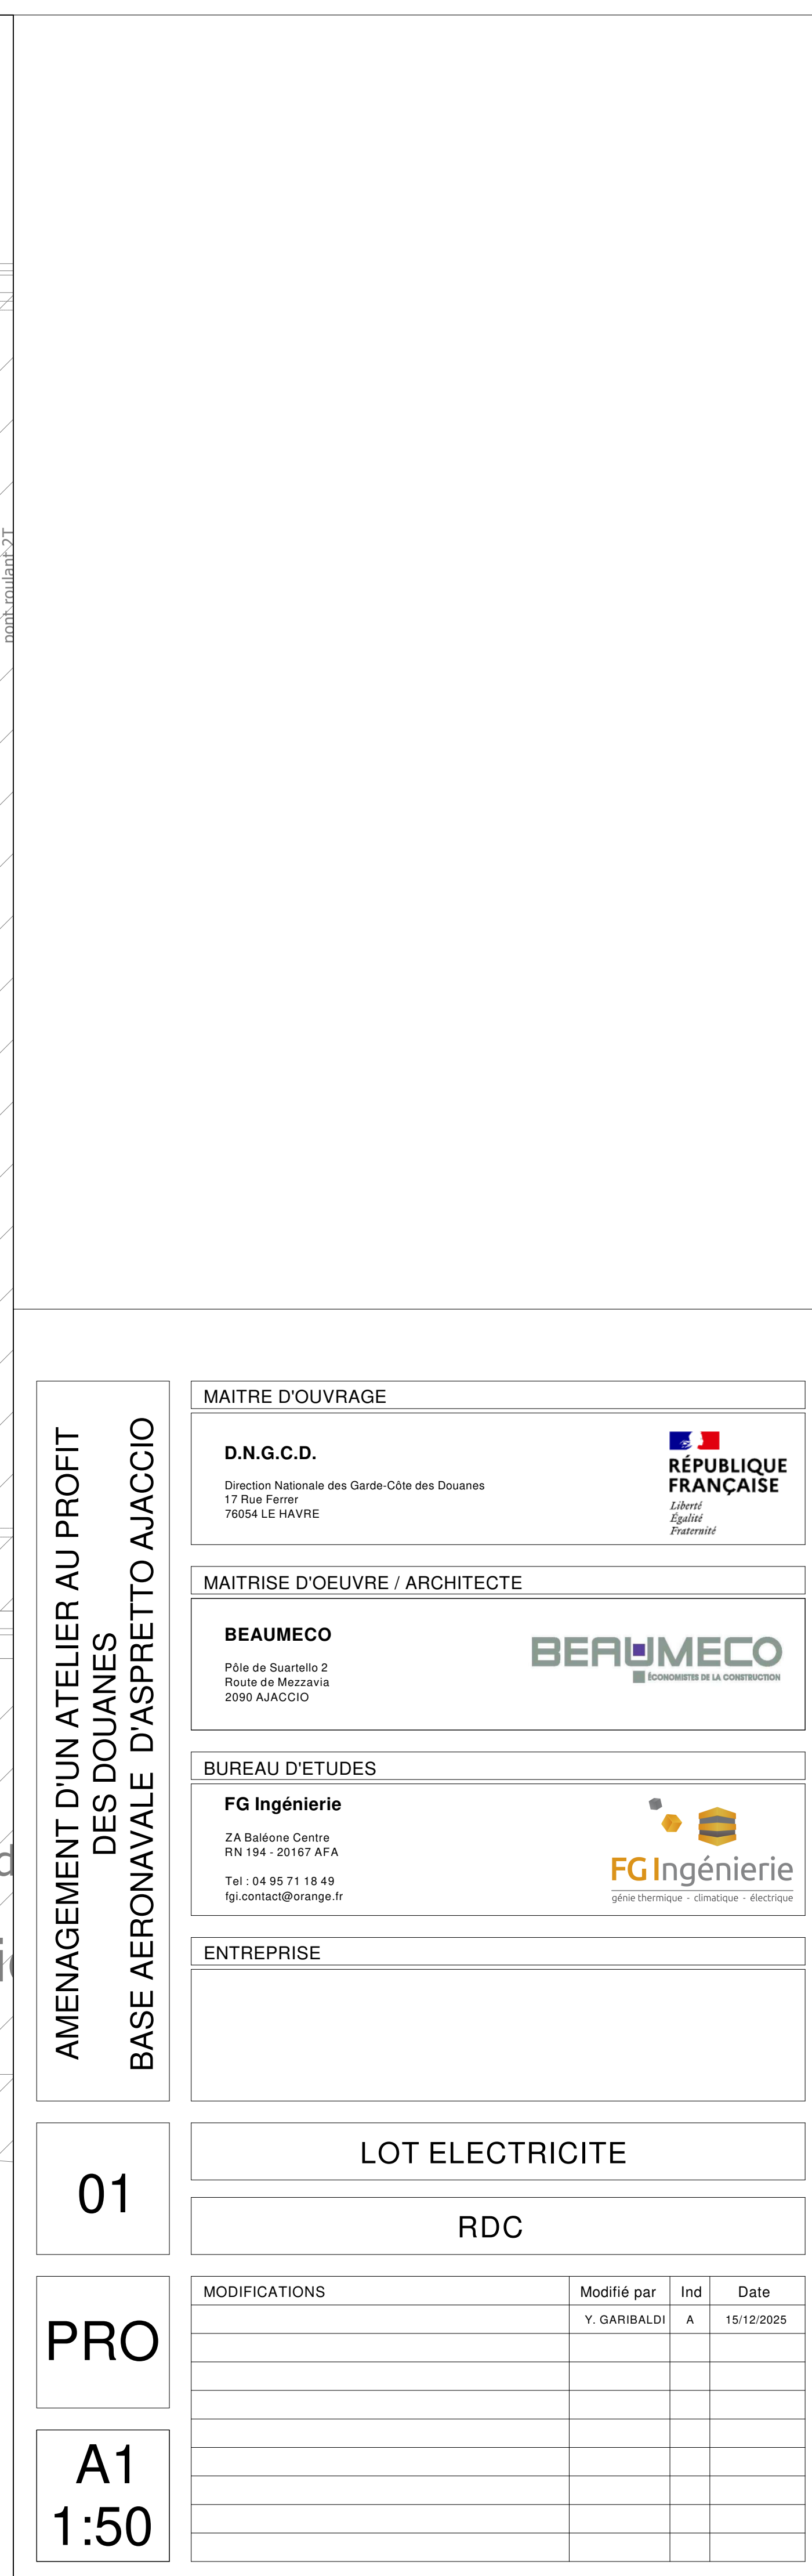 pont roulant 2T
AMENAGEMENT D'UN ATELIER AU PROFIT
DES DOUANES
BASE AERONAVALE D'ASPRETTO AJACCIO
MAITRE D'OUVRAGE
D.N.G.C.D.
Direction Nationale des Garde-Côte des Douanes
17 Rue Ferrer
76054 LE HAVRE
RÉPUBLIQUE
FRANÇAISE
Liberté
Égalité
Fraternité
MAITRISE D'OEUVRE / ARCHITECTE
BEAUMECO
Pôle de Suartello 2
Route de Mezzavia
2090 AJACCIO
BEAUMECO
ÉCONOMISTES DE LA CONSTRUCTION
BUREAU D'ETUDES
FG Ingénierie
ZA Baléone Centre
RN 194 - 20167 AFA
Tel : 04 95 71 18 49
fgi.contact@orange.fr
FG Ingénierie
génie thermique - climatique - électrique
ENTREPRISE
01
LOT ELECTRICITE
RDC
PRO
MODIFICATIONS Modifié par Ind Date
Y. GARIBALDI A 15/12/2025
A1
1:50